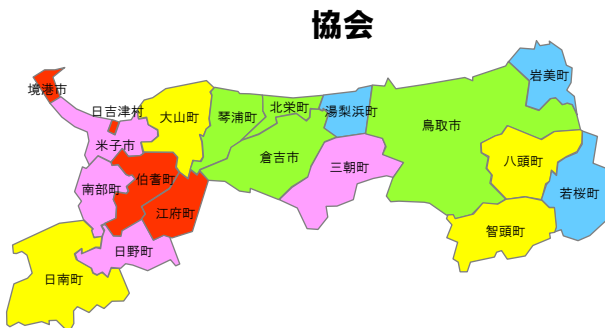 協会
岩美町
境港市
日吉津村
大山町
琴浦町
北栄町
湯梨浜町
鳥取市
米子市
倉吉市
三朝町
八頭町
伯耆町
南部町
江府町
若桜町
智頭町
日野町
日南町